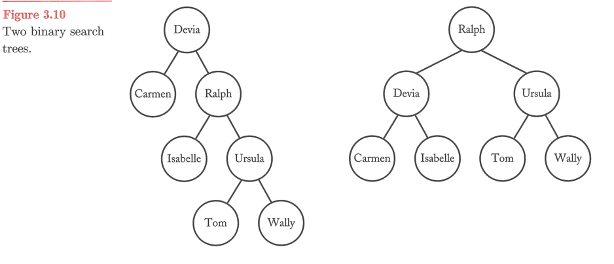 Figure 3.10
Two binary search
trees.
Devia
Carmen
Ralph
Isabelle
Ursula
Tom
Wally
Ralph
Devia
Ursula
Carmen
Isabelle
Tom
Wally